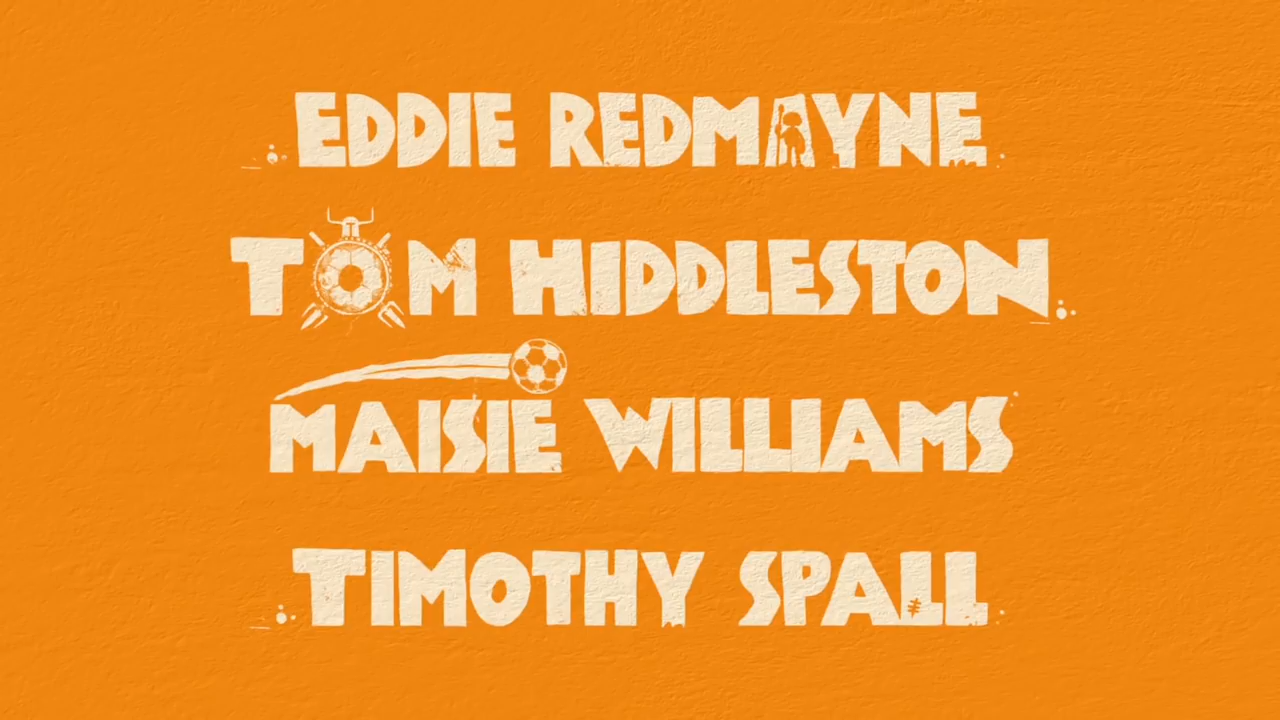 EDDIE REDMAYNE
TOM HIDDLESTON
MAISIE WILLIAMS
TIMOTHY SPALL